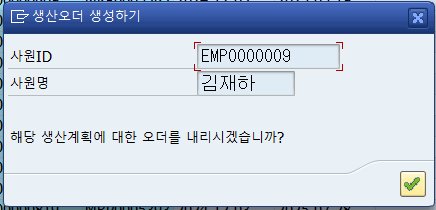 생산오더 생성하기
사원ID EMP0000009
사원명 김재하
해당 생산계획에 대한 오더를 내리시겠습니까?